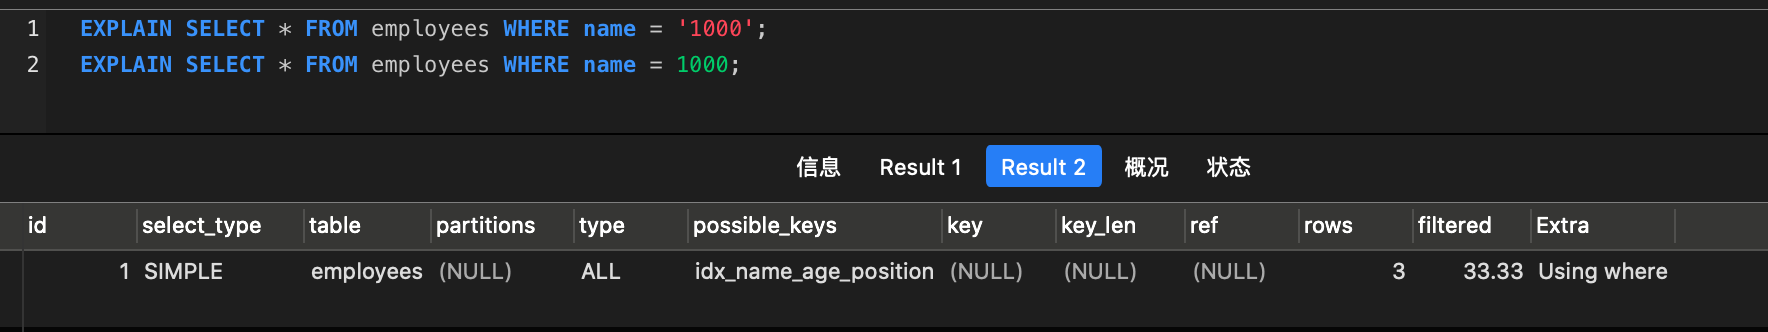 1 EXPLAIN SELECT * FROM employees WHERE name = '1000';
2 EXPLAIN SELECT * FROM employees WHERE name = 1000;
信息 Result 1 Result 2 概况 状态
id select_type table partitions type possible_keys key key_len ref rows filtered Extra
1 SIMPLE employees (NULL) ALL idx_name_age_position (NULL) (NULL) (NULL) 3 33.33 Using where